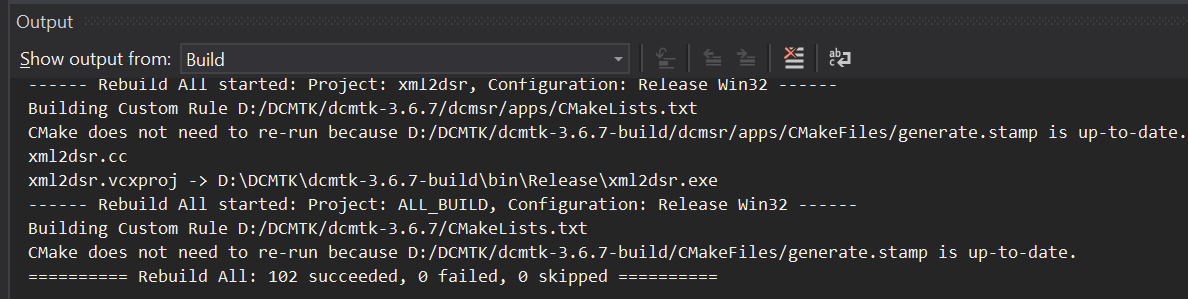 Output
Show output from: Build
------ Rebuild All started: Project: xml2dsr, Configuration: Release Win32 ------
Building Custom Rule D:/DCMTK/dcmtk-3.6.7/dcmsr/apps/CMakeLists.txt
CMake does not need to re-run because D:/DCMTK/dcmtk-3.6.7-build/dcmsr/apps/CMakeFiles/generate.stamp is up-to-date.
xml2dsr.cc
xml2dsr.vcxproj -> D:\DCMTK\dcmtk-3.6.7-build\bin\Release\xml2dsr.exe
------ Rebuild All started: Project: ALL_BUILD, Configuration: Release Win32 ------
Building Custom Rule D:/DCMTK/dcmtk-3.6.7/CMakeLists.txt
CMake does not need to re-run because D:/DCMTK/dcmtk-3.6.7-build/CMakeFiles/generate.stamp is up-to-date.
========== Rebuild All: 102 succeeded, 0 failed, 0 skipped ==========